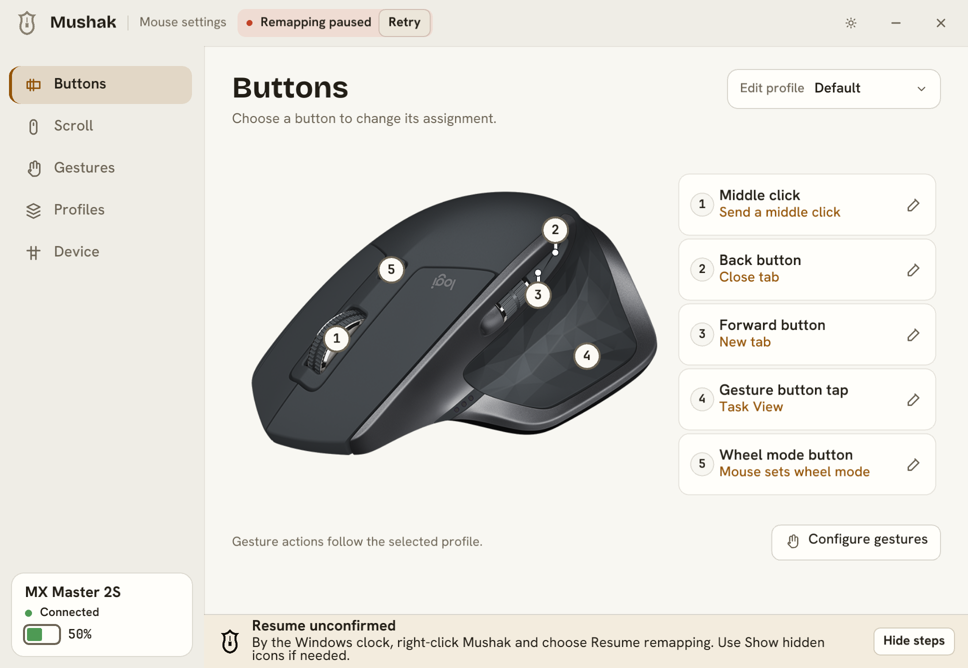 Mushak
Mouse settings
Remapping paused
Retry
Buttons
Scroll
Gestures
Profiles
Device
Buttons
Choose a button to change its assignment.
Edit profile Default
logi
1
2
3
4
5
1 Middle click
Send a middle click
2 Back button
Close tab
3 Forward button
New tab
4 Gesture button tap
Task View
5 Wheel mode button
Mouse sets wheel mode
Gesture actions follow the selected profile.
Configure gestures
MX Master 2S
Connected
50%
Resume unconfirmed
By the Windows clock, right-click Mushak and choose Resume remapping. Use Show hidden
icons if needed.
Hide steps